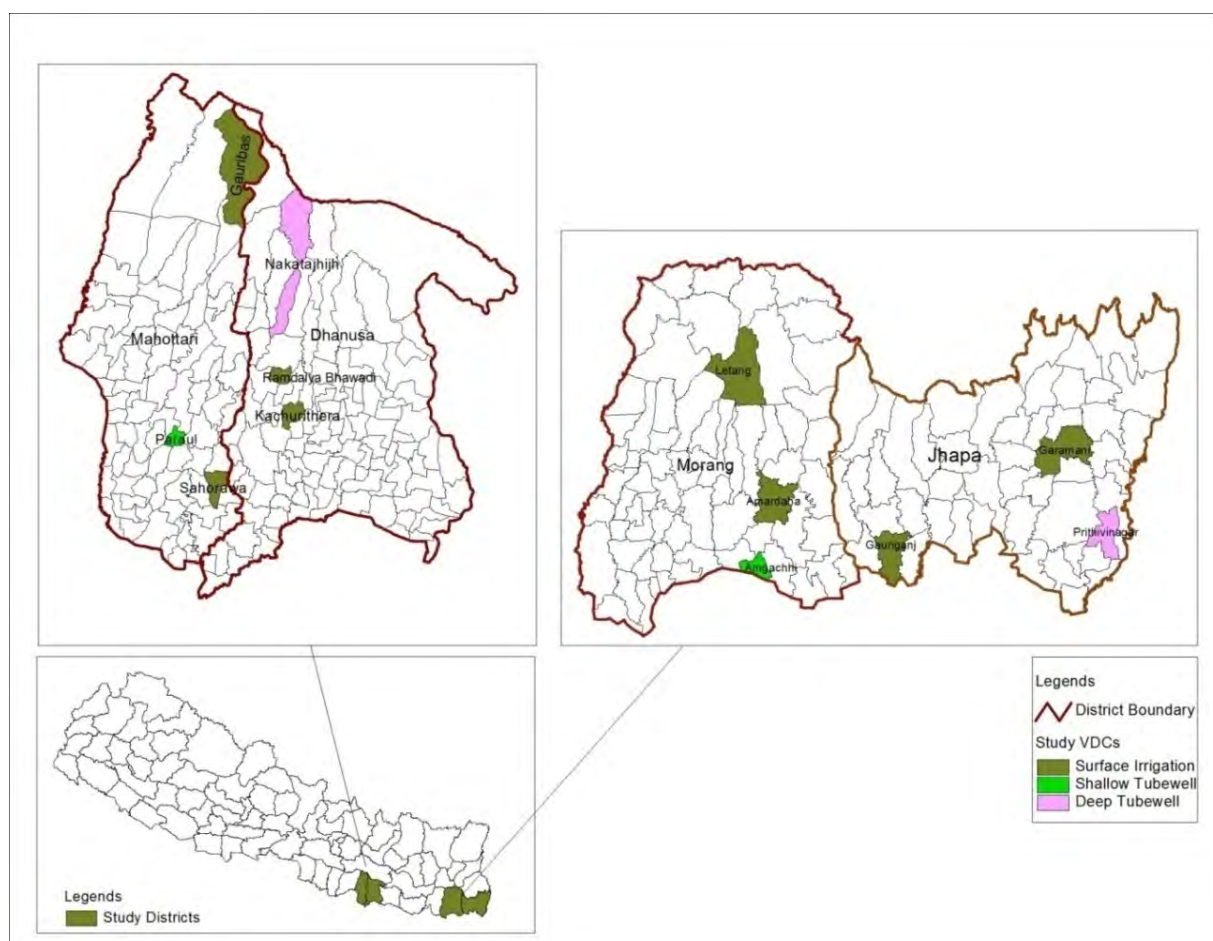 Gauribas
Nakatajhijh
Mahottari
Dhanusa
Ramdaiya Bhawadi
Kachurithera
Paraul
Sahorawa
Letang
Morang
Jhapa
Garamani
Amardaha
Prithivinagar
Gauriganj
Amgachhi
Legends
District Boundary
Study VDCs
Surface Irrigation
Shallow Tubewell
Deep Tubewell
Legends
Study Districts